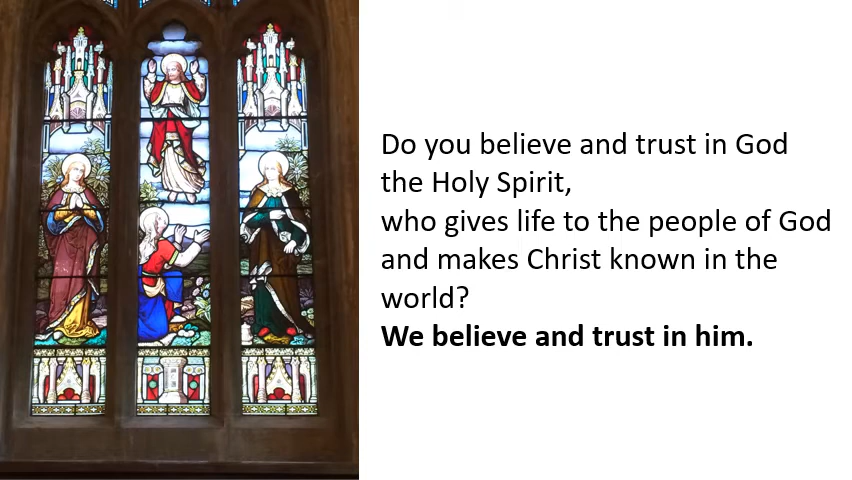 Do you believe and trust in God
the Holy Spirit,
who gives life to the people of God
and makes Christ known in the
world?
We believe and trust in him.